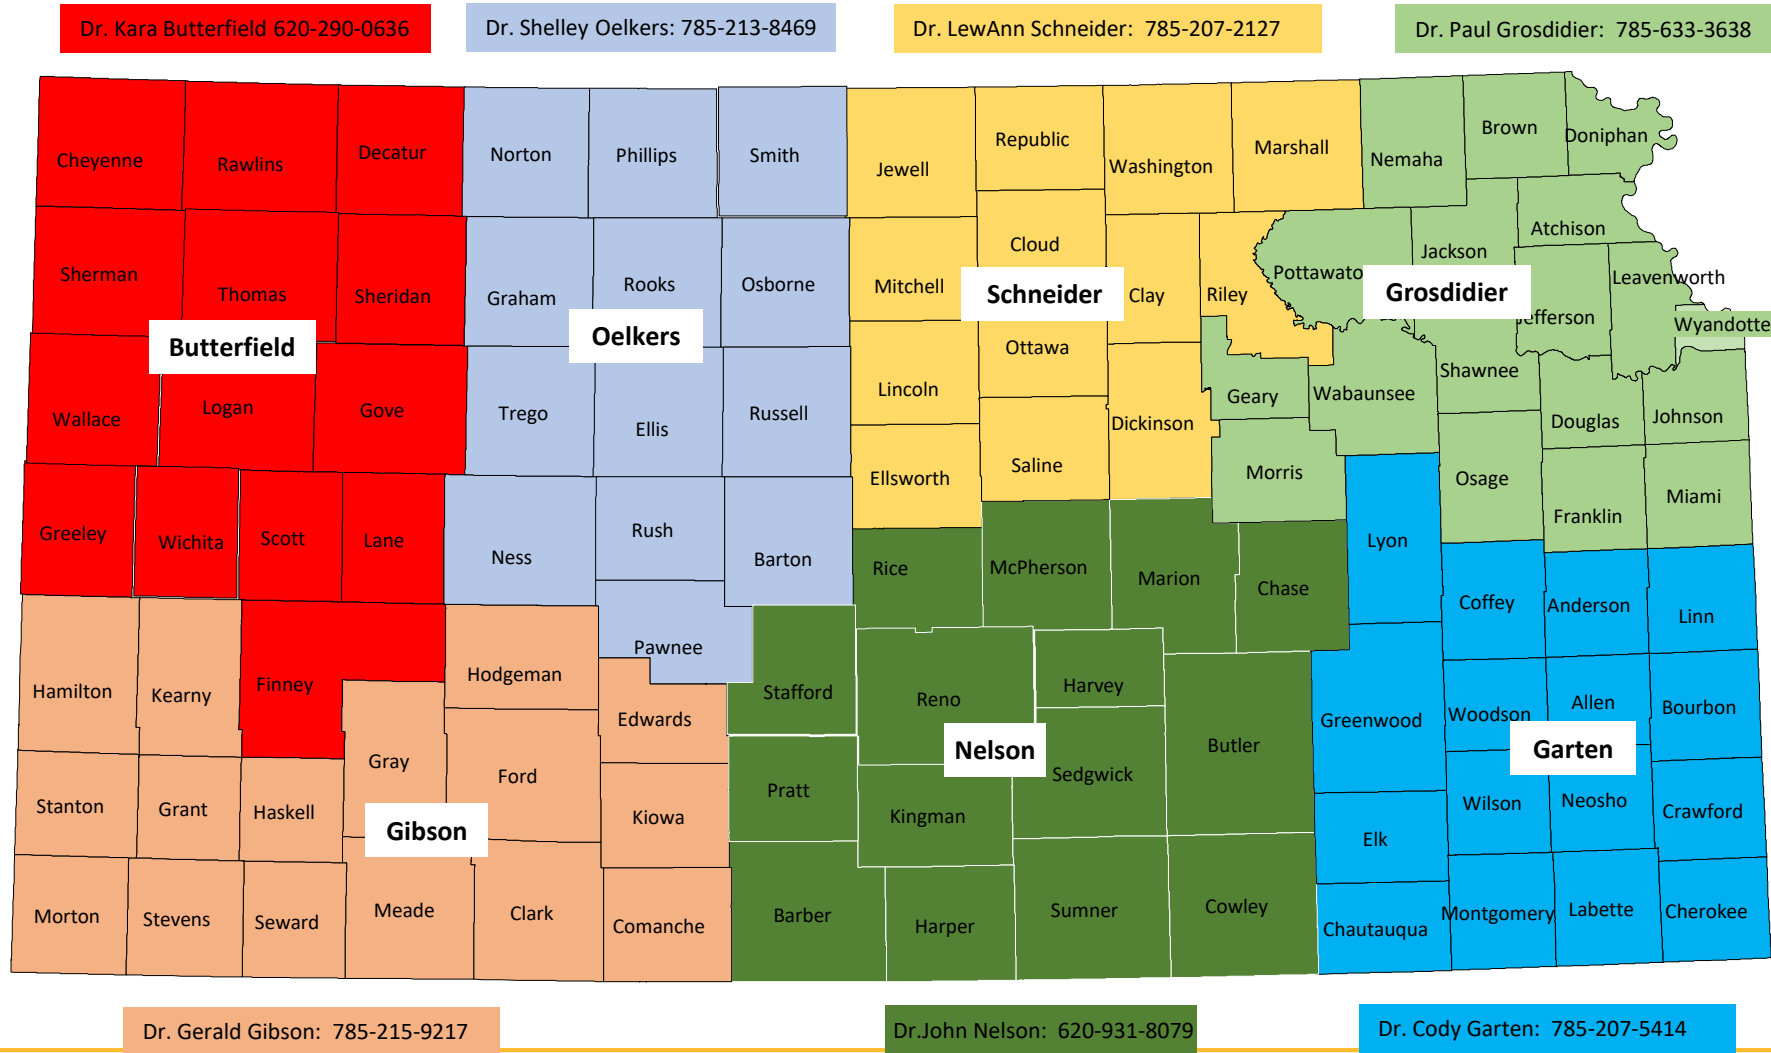 Dr. Kara Butterfield 620-290-0636
Dr. Shelley Oelkers: 785-213-8469
Dr. LewAnn Schneider: 785-207-2127
Dr. Paul Grosdidier: 785-633-3638
Cheyenne
Rawlins
Decatur
Norton
Phillips
Smith
Jewell
Republic
Washington
Marshall
Nemaha
Brown
Doniphan
Sherman
Thomas
Sheridan
Graham
Rooks
Osborne
Mitchell
Cloud
Clay
Riley
Pottawato
Jackson
Atchison
Jefferson
Leavenworth
Wyandotte
Butterfield
Oelkers
Schneider
Grosdidier
Wallace
Logan
Gove
Trego
Ellis
Russell
Lincoln
Ottawa
Dickinson
Geary
Wabaunsee
Shawnee
Douglas
Johnson
Ellsworth
Saline
Morris
Osage
Franklin
Miami
Greeley
Wichita
Scott
Lane
Ness
Rush
Barton
Rice
McPherson
Marion
Chase
Lyon
Coffey
Anderson
Linn
Hamilton
Kearny
Finney
Hodgeman
Pawnee
Edwards
Stafford
Reno
Harvey
Butler
Greenwood
Woodson
Allen
Bourbon
Nelson
Garten
Stanton
Grant
Haskell
Gray
Ford
Kiowa
Pratt
Kingman
Sedgwick
Elk
Wilson
Neosho
Crawford
Gibson
Morton
Stevens
Seward
Meade
Clark
Comanche
Barber
Harper
Sumner
Cowley
Chautauqua
Montgomery
Labette
Cherokee
Dr. Gerald Gibson: 785-215-9217
Dr.John Nelson: 620-931-8079
Dr. Cody Garten: 785-207-5414